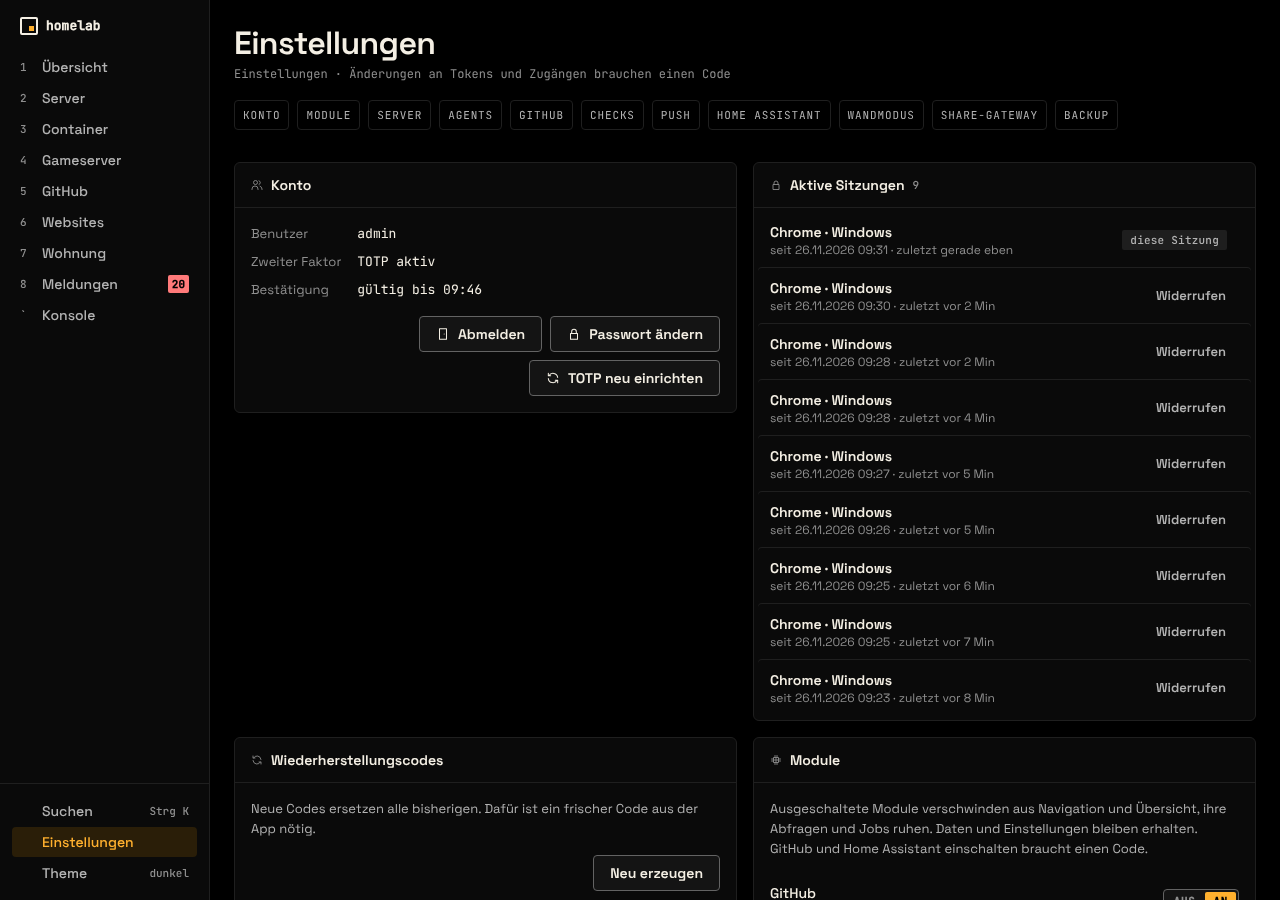 homelab
1 Übersicht
2 Server
3 Container
4 Gameserver
5 GitHub
6 Websites
7 Wohnung
8 Meldungen 20
` Konsole
Suchen Strg K
Einstellungen
Theme dunkel
Einstellungen
Einstellungen · Änderungen an Tokens und Zugängen brauchen einen Code
KONTO MODULE SERVER AGENTS GITHUB CHECKS PUSH HOME ASSISTANT WANDMODUS SHARE-GATEWAY BACKUP
Konto
Benutzer admin
Zweiter Faktor TOTP aktiv
Bestätigung gültig bis 09:46
Abmelden Passwort ändern
TOTP neu einrichten
Aktive Sitzungen 9
Chrome · Windows
seit 26.11.2026 09:31 · zuletzt gerade eben
diese Sitzung
Chrome · Windows
seit 26.11.2026 09:30 · zuletzt vor 2 Min
Widerrufen
Chrome · Windows
seit 26.11.2026 09:28 · zuletzt vor 2 Min
Widerrufen
Chrome · Windows
seit 26.11.2026 09:28 · zuletzt vor 4 Min
Widerrufen
Chrome · Windows
seit 26.11.2026 09:27 · zuletzt vor 5 Min
Widerrufen
Chrome · Windows
seit 26.11.2026 09:26 · zuletzt vor 5 Min
Widerrufen
Chrome · Windows
seit 26.11.2026 09:25 · zuletzt vor 6 Min
Widerrufen
Chrome · Windows
seit 26.11.2026 09:25 · zuletzt vor 7 Min
Widerrufen
Chrome · Windows
seit 26.11.2026 09:23 · zuletzt vor 8 Min
Widerrufen
Wiederherstellungscodes
Neue Codes ersetzen alle bisherigen. Dafür ist ein frischer Code aus der
App nötig.
Neu erzeugen
Module
Ausgeschaltete Module verschwinden aus Navigation und Übersicht, ihre
Abfragen und Jobs ruhen. Daten und Einstellungen bleiben erhalten.
GitHub und Home Assistant einschalten braucht einen Code.
GitHub
AUS AN